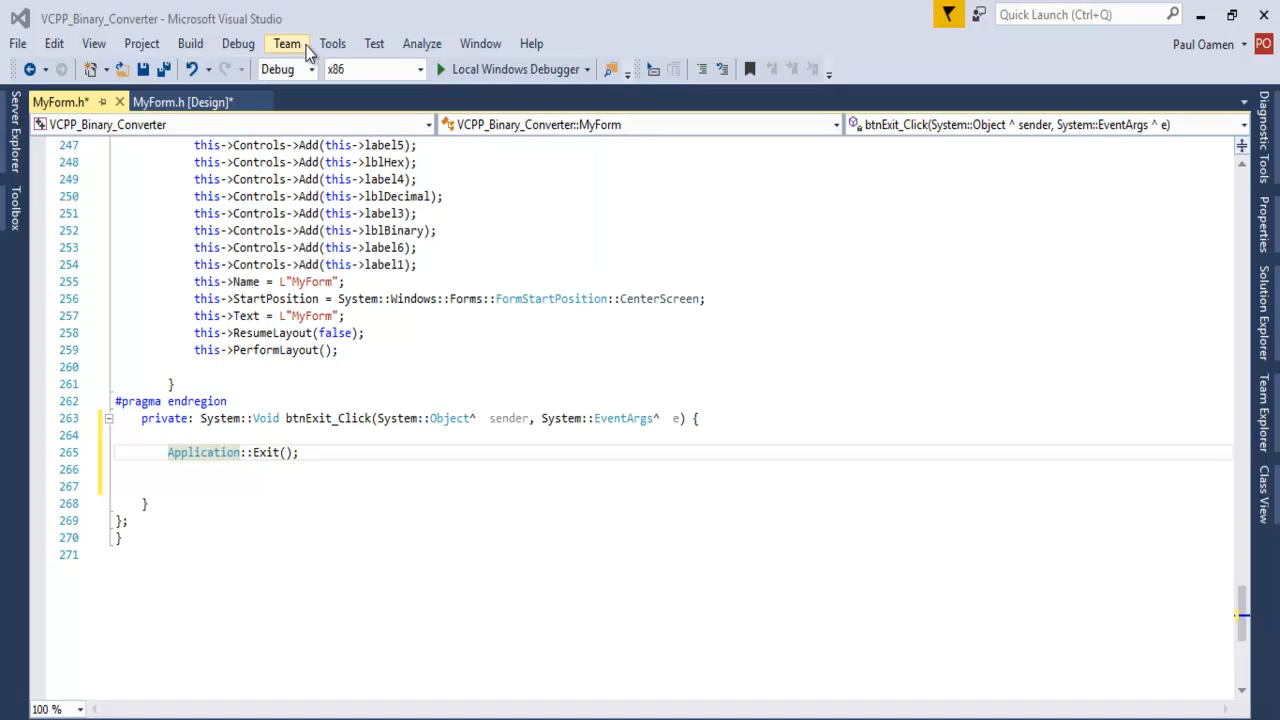 VCPP_Binary_Converter - Microsoft Visual Studio
Quick Launch (Ctrl+Q)
File Edit View Project Build Debug Team Tools Test Analyze Window Help
Paul Oamen PO
Debug x86 Local Windows Debugger
MyForm.h* MyForm.h [Design]*
VCPP_Binary_Converter VCPP_Binary_Converter::MyForm btnExit_Click(System::Object ^ sender, System::EventArgs ^ e)
247 this->Controls->Add(this->label5);
248 this->Controls->Add(this->lblHex);
249 this->Controls->Add(this->label4);
250 this->Controls->Add(this->lblDecimal);
251 this->Controls->Add(this->label3);
252 this->Controls->Add(this->lblBinary);
253 this->Controls->Add(this->label6);
254 this->Controls->Add(this->label1);
255 this->Name = L"MyForm";
256 this->StartPosition = System::Windows::Forms::FormStartPosition::CenterScreen;
257 this->Text = L"MyForm";
258 this->ResumeLayout(false);
259 this->PerformLayout();
260
261 }
262 #pragma endregion
263 private: System::Void btnExit_Click(System::Object^ sender, System::EventArgs^ e) {
264
265 Application::Exit();
266
267
268 }
269 };
270 }
271
100 %
Server Explorer
Toolbox
Diagnostic Tools
Properties
Solution Explorer
Team Explorer
Class View